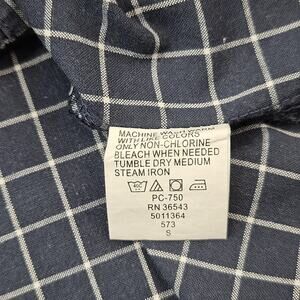 MACHINE WASH WARM
WITH LIKE COLORS
ONLY NON-CHLORINE
BLEACH WHEN NEEDED
TUMBLE DRY MEDIUM
STEAM IRON
PC-750
RN 36543
5011364
573
S